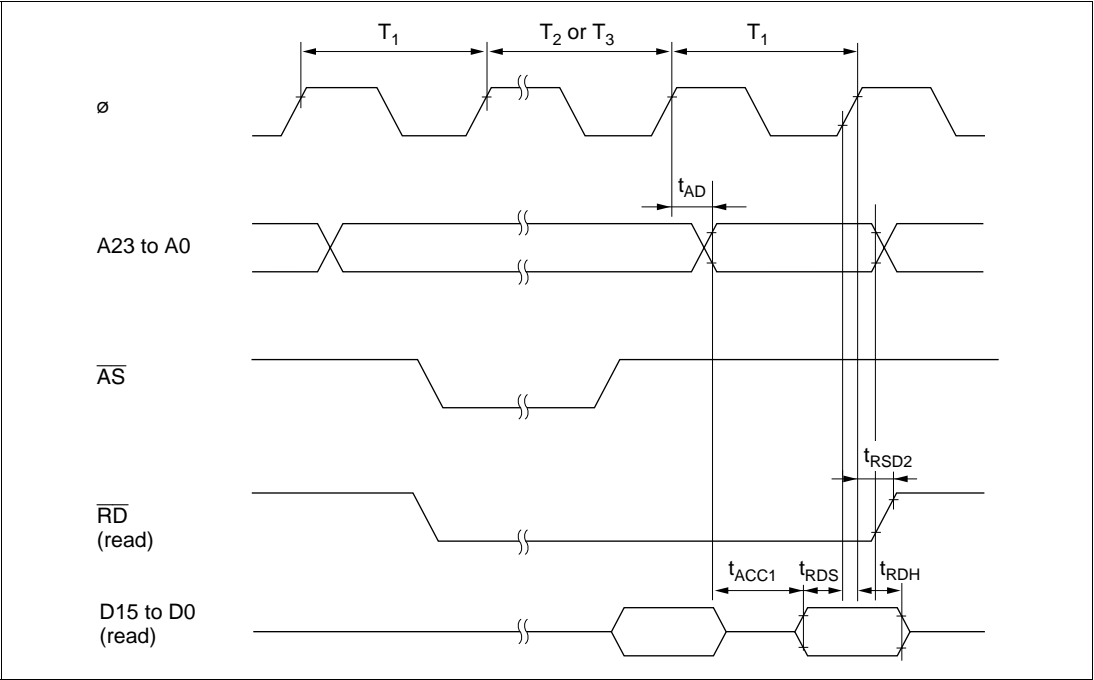 T1 T2 or T3 T1
ø
tAD
A23 to A0
AS
tRSD2
RD
(read)
tACC1 tRDS tRDH
D15 to D0
(read)